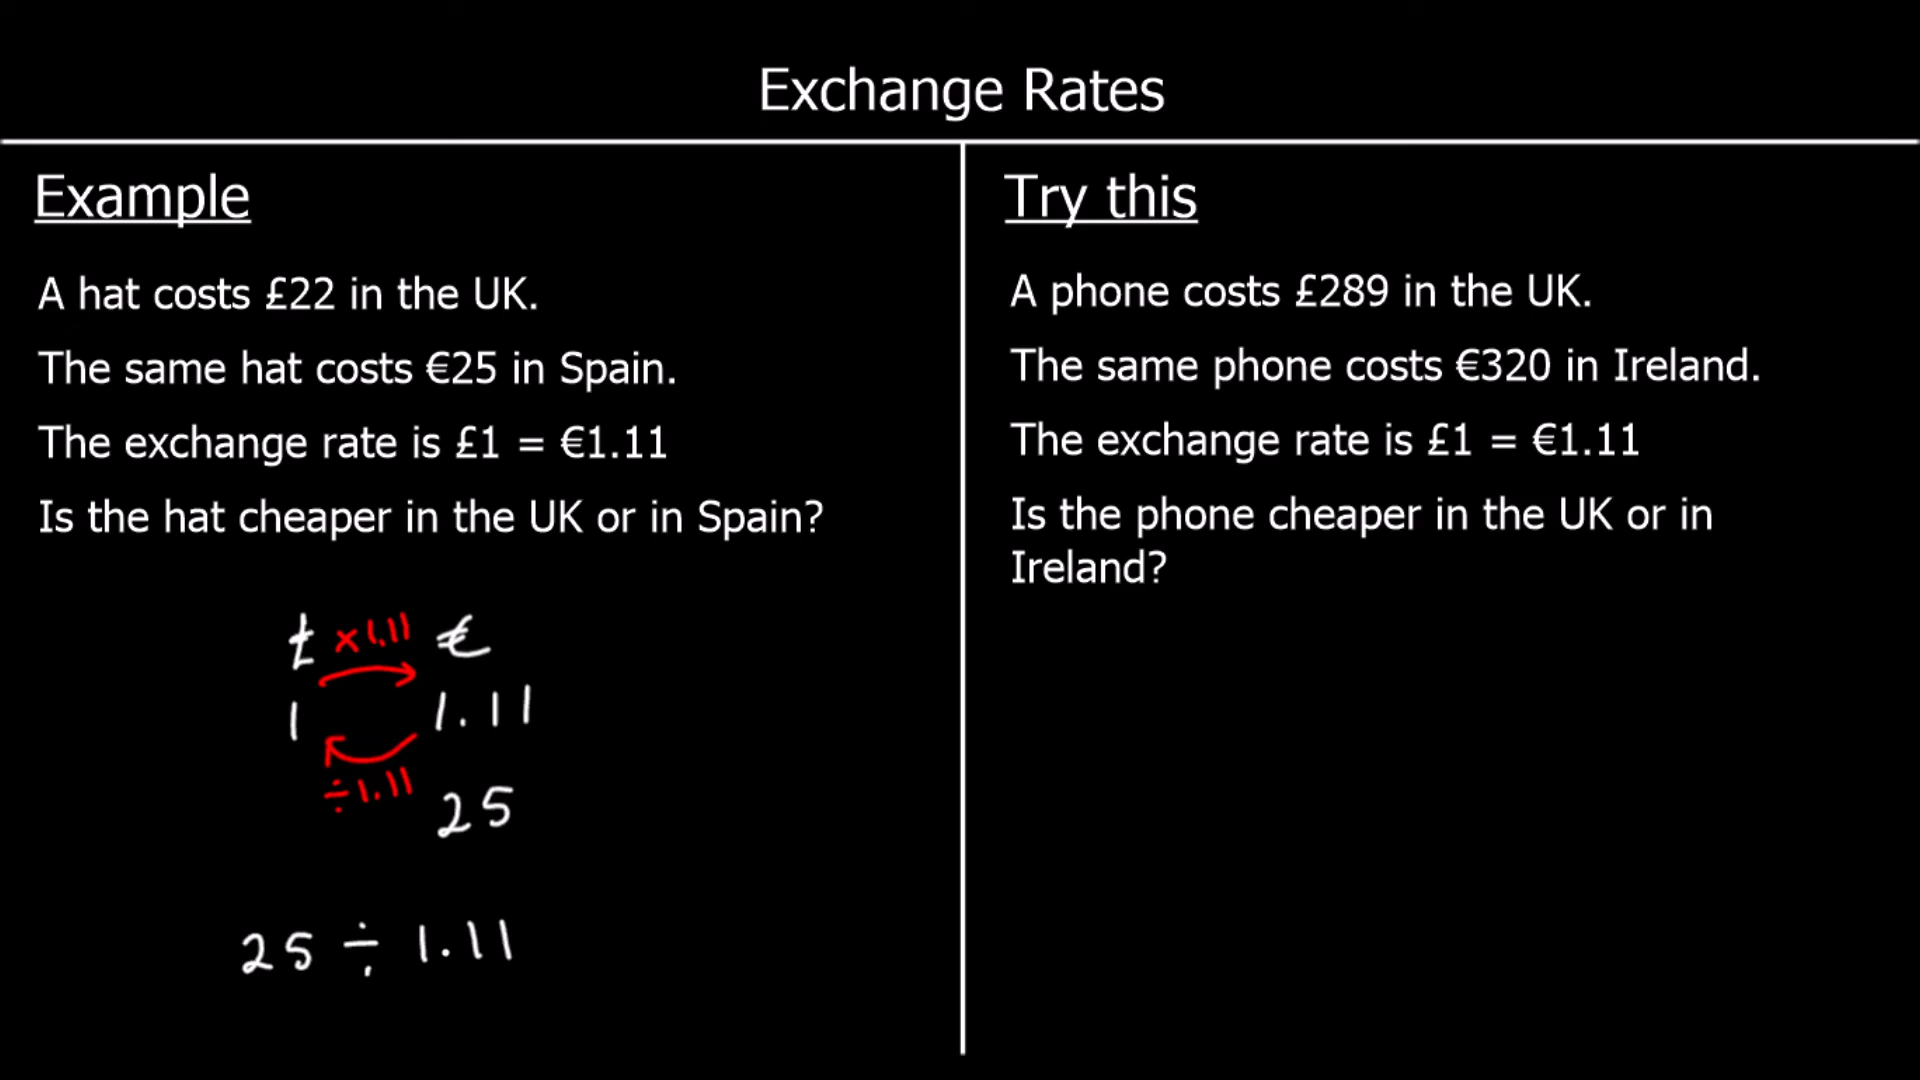 Exchange Rates
Example
A hat costs £22 in the UK.
The same hat costs €25 in Spain.
The exchange rate is £1 = €1.11
Is the hat cheaper in the UK or in Spain?
£ ×1.11 €
1 1.11
÷1.11 25
25 ÷ 1.11
Try this
A phone costs £289 in the UK.
The same phone costs €320 in Ireland.
The exchange rate is £1 = €1.11
Is the phone cheaper in the UK or in
Ireland?